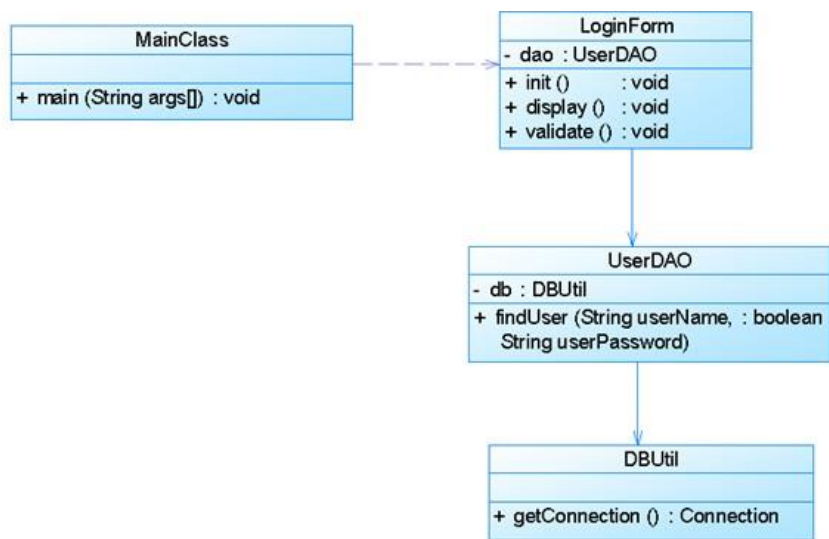 MainClass
+ main (String args[]) : void
LoginForm
- dao : UserDAO
+ init () : void
+ display () : void
+ validate () : void
UserDAO
- db : DBUtil
+ findUser (String userName, : boolean
String userPassword)
DBUtil
+ getConnection () : Connection